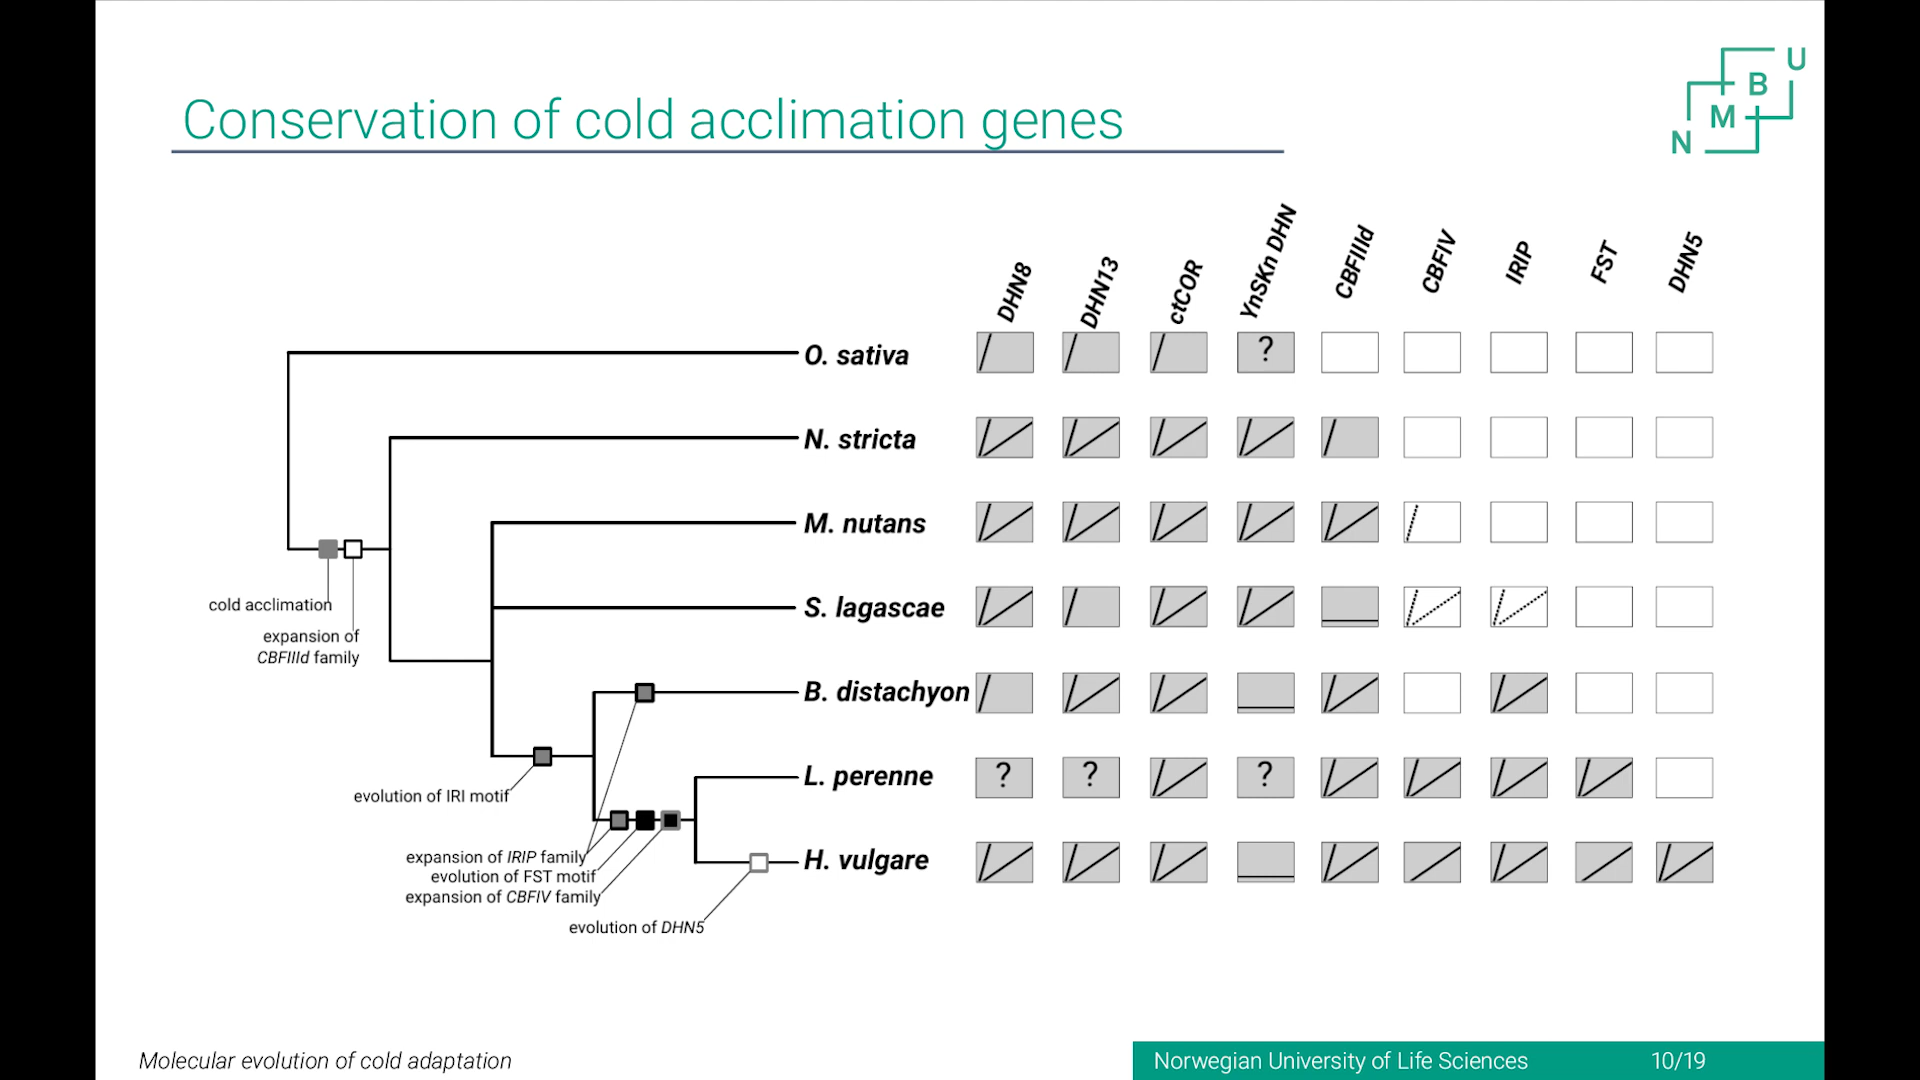 U
B
M
N
Conservation of cold acclimation genes
DHN8 DHN13 ctCOR YnSKn DHN CBFIIId CBFIV IRIP FST DHN5
O. sativa ?
N. stricta
M. nutans
S. lagascae
B. distachyon
L. perenne ? ? ?
H. vulgare
cold acclimation
expansion of
CBFIIId family
evolution of IRI motif
expansion of IRIP family
evolution of FST motif
expansion of CBFIV family
evolution of DHN5
Molecular evolution of cold adaptation
Norwegian University of Life Sciences 10/19